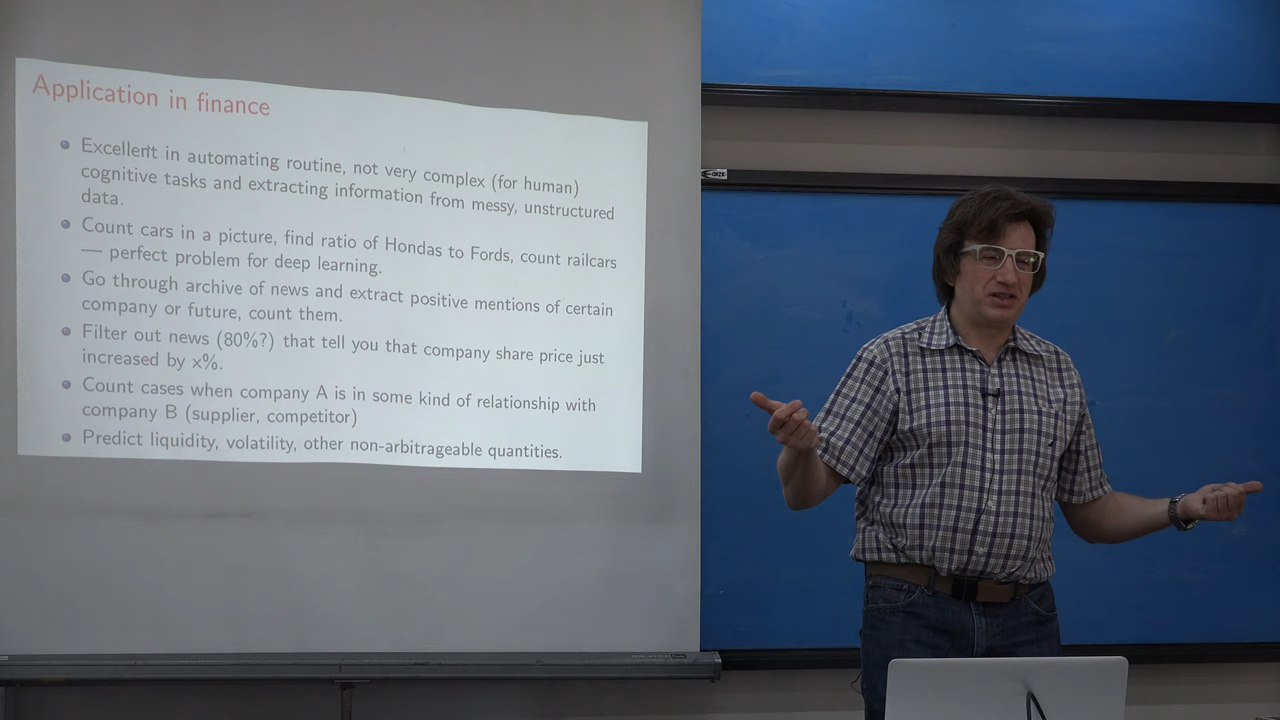 Application in finance
Excellent in automating routine, not very complex (for human)
cognitive tasks and extracting information from messy, unstructured
data.
Count cars in a picture, find ratio of Hondas to Fords, count railcars
— perfect problem for deep learning.
Go through archive of news and extract positive mentions of certain
company or future, count them.
Filter out news (80%?) that tell you that company share price just
increased by x%.
Count cases when company A is in some kind of relationship with
company B (supplier, competitor)
Predict liquidity, volatility, other non-arbitrageable quantities.